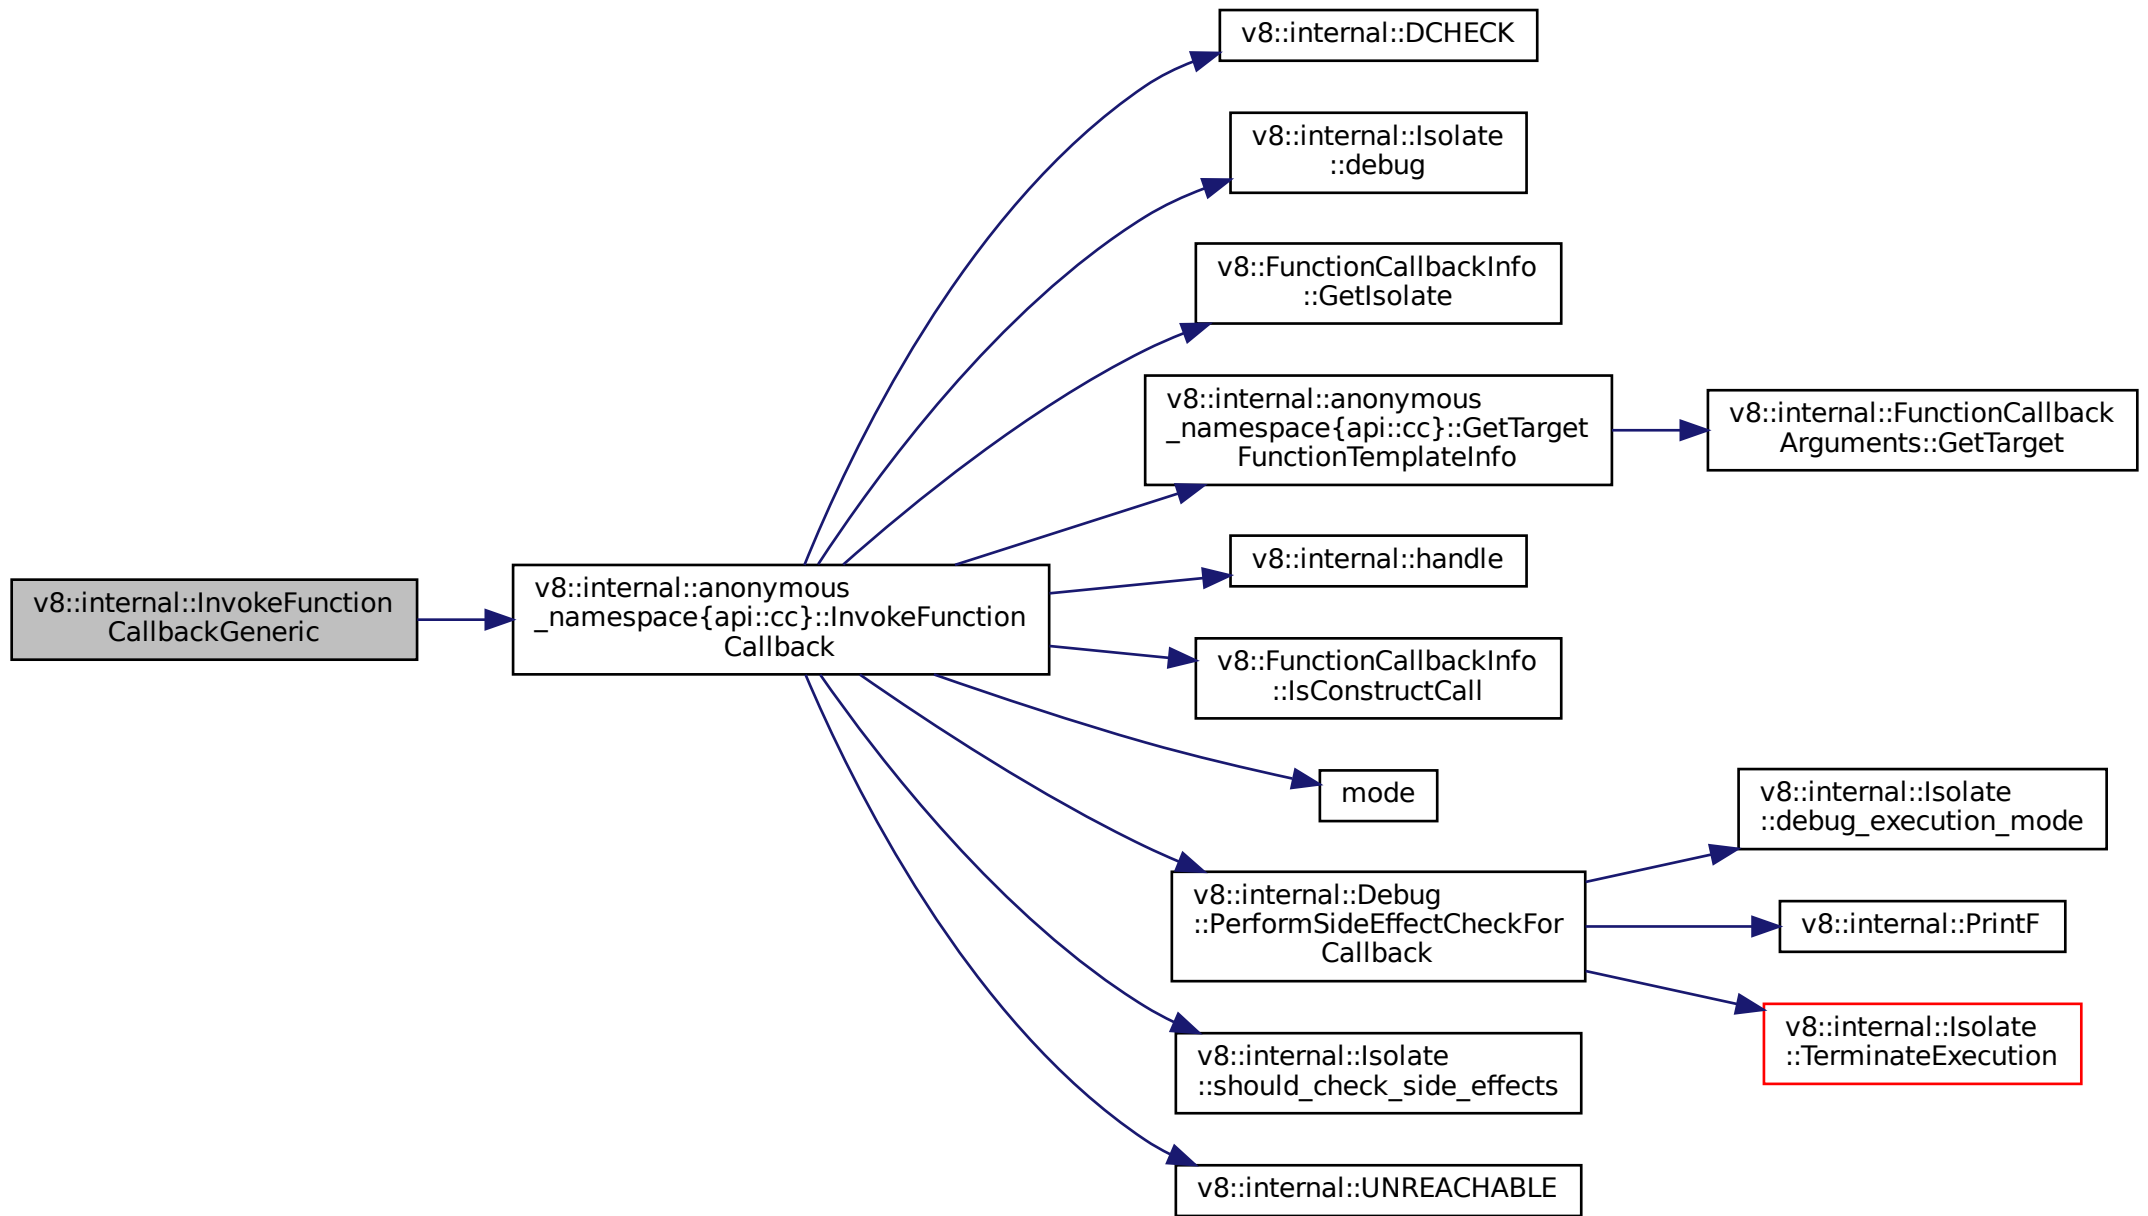 v8::internal::InvokeFunction
CallbackGeneric
v8::internal::anonymous
_namespace{api::cc}::InvokeFunction
Callback
v8::internal::DCHECK
v8::internal::Isolate
::debug
v8::FunctionCallbackInfo
::GetIsolate
v8::internal::anonymous
_namespace{api::cc}::GetTarget
FunctionTemplateInfo
v8::internal::FunctionCallback
Arguments::GetTarget
v8::internal::handle
v8::FunctionCallbackInfo
::IsConstructCall
mode
v8::internal::Debug
::PerformSideEffectCheckFor
Callback
v8::internal::Isolate
::debug_execution_mode
v8::internal::PrintF
v8::internal::Isolate
::TerminateExecution
v8::internal::Isolate
::should_check_side_effects
v8::internal::UNREACHABLE